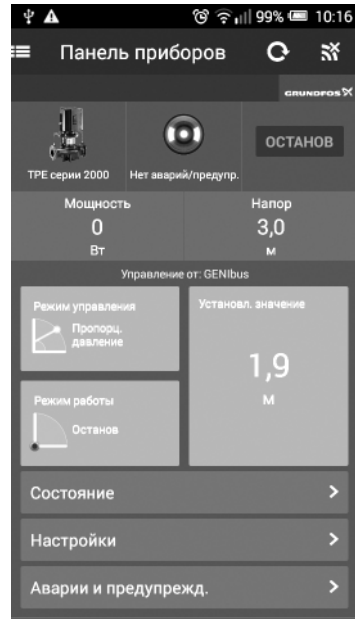 99% 10:16
Панель приборов
GRUNDFOS
ТРЕ серии 2000
Нет аварий/предупр.
ОСТАНОВ
Мощность
0
Вт
Напор
3,0
м
Управление от: GENIbus
Режим управления
Пропорц.
давление
Установл. значение
1,9
м
Режим работы
Останов
Состояние
Настройки
Аварии и предупрежд.